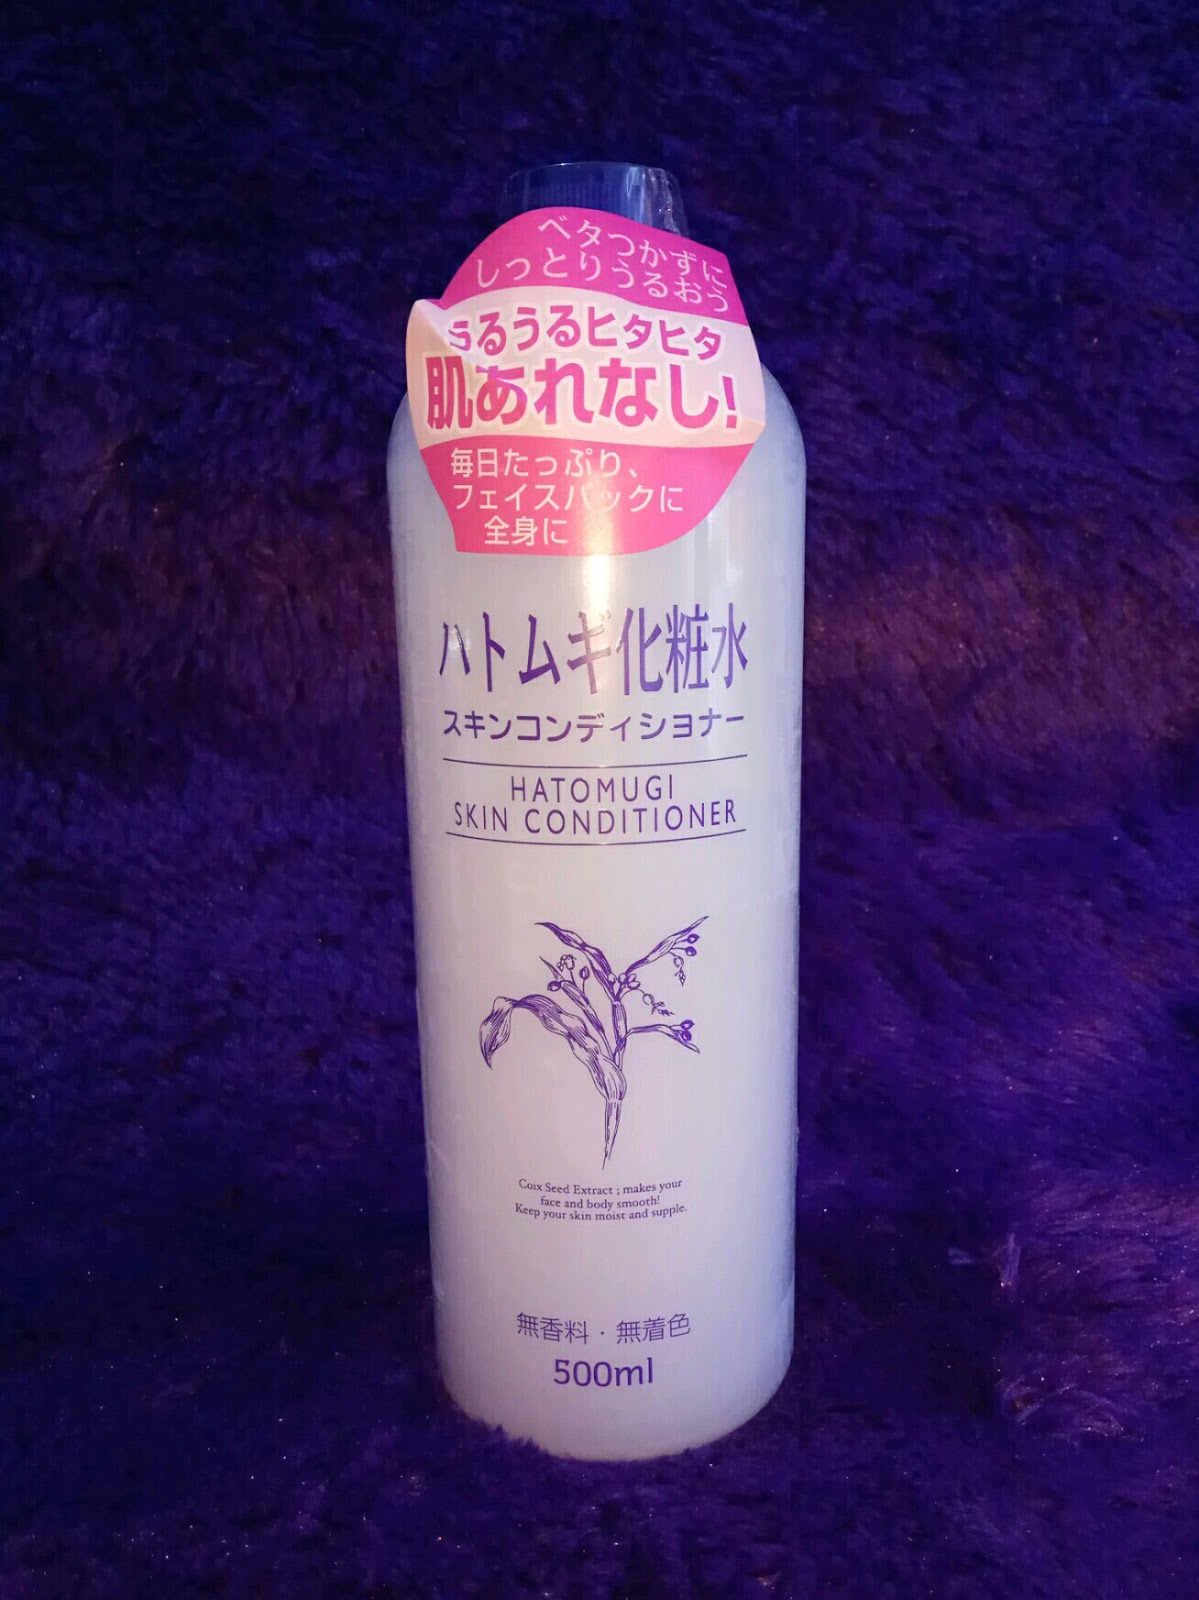 ベタつかずに
しっとりうるおう
うるうるヒタヒタ
肌あれなし!
毎日たっぷり、
フェイスパックに
全身に
ハトムギ化粧水
スキンコンディショナー
HATOMUGI
SKIN CONDITIONER
Coix Seed Extract ; makes your
face and body smooth!
Keep your skin moist and supple.
無香料・無着色
500ml